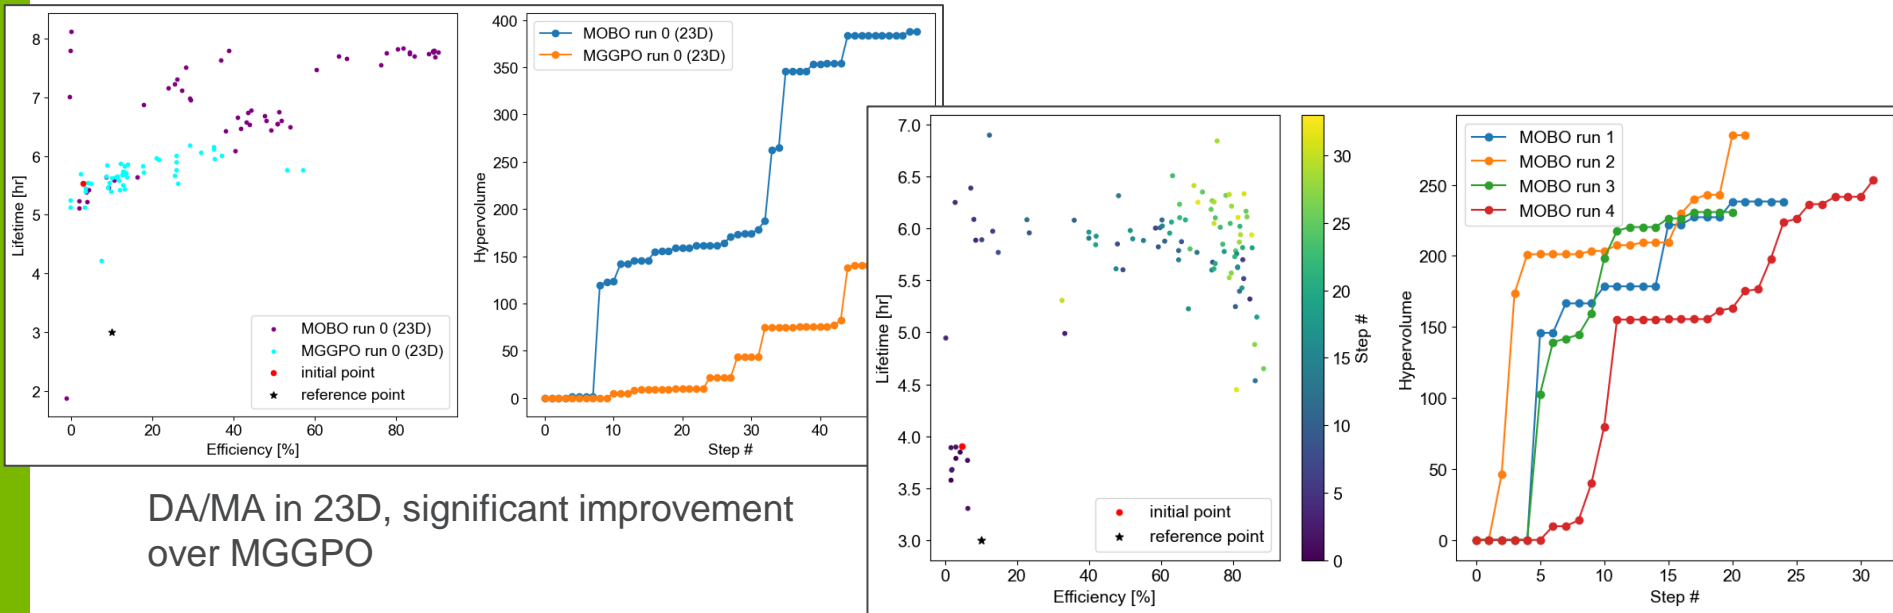 8
7
6
5
4
3
2
Lifetime [hr]
0
20
40
60
80
Efficiency [%]
MOBO run 0 (23D)
MGGPO run 0 (23D)
initial point
reference point
400
350
300
250
200
150
100
50
0
Hypervolume
0
10
20
30
40
Step #
MOBO run 0 (23D)
MGGPO run 0 (23D)
7.0
6.5
6.0
5.5
5.0
4.5
4.0
3.5
3.0
Lifetime [hr]
0
20
40
60
80
Efficiency [%]
initial point
reference point
30
25
20
15
10
5
0
Step #
250
200
150
100
50
0
Hypervolume
0
5
10
15
20
25
30
Step #
MOBO run 1
MOBO run 2
MOBO run 3
MOBO run 4
DA/MA in 23D, significant improvement
over MGGPO